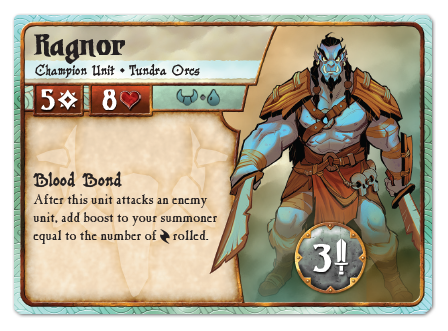 Ragnor
Champion Unit • Tundra Orcs
5 8
Blood Bond
After this unit attacks an enemy
unit, add boost to your summoner
equal to the number of rolled.
3